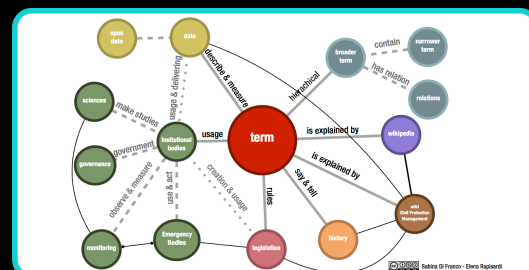 open
data
data
describe & measure
usage & delivering
hierachical
broader
term
contain
narrower
term
has relation
relations
sciences
make studies
government
governance
Insitutional
bodies
usage
term
is explained by
wikipedia
is explained by
wiki
Civil Protection
Management
say & tell
history
rules
legislation
creation & usage
use & act
observe & measure
monitoring
Emergency
Bodies
Sabina Di Franco - Elena Rapisardi